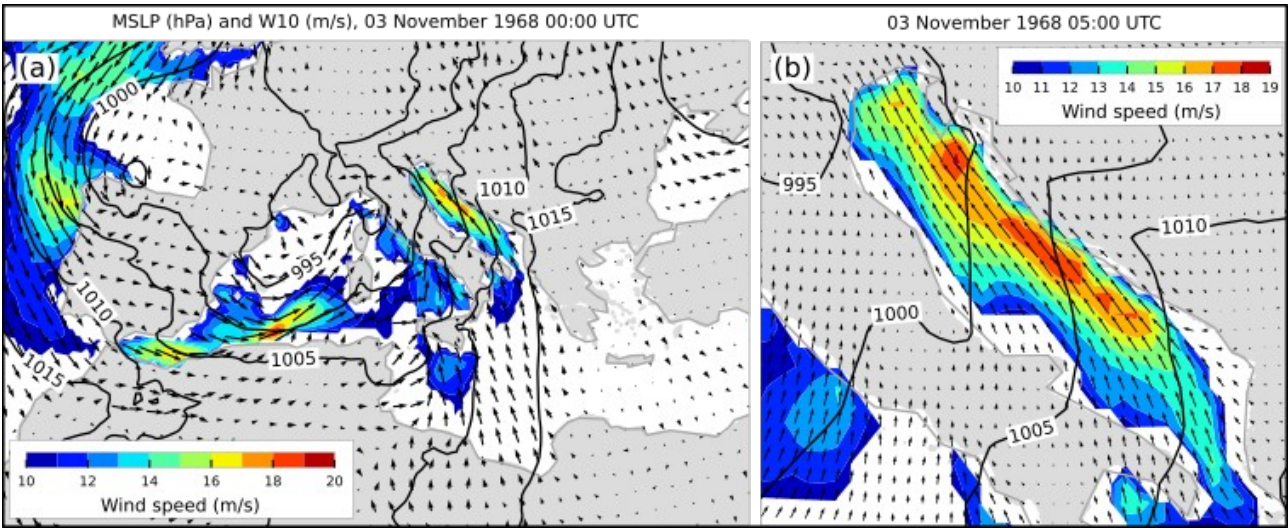 MSLP (hPa) and W10 (m/s), 03 November 1968 00:00 UTC
(a)
1000
1010
1015
995
1010
1005
1015
10 12 14 16 18 20
Wind speed (m/s)
03 November 1968 05:00 UTC
(b)
10 11 12 13 14 15 16 17 18 19
Wind speed (m/s)
995
1010
1000
1005